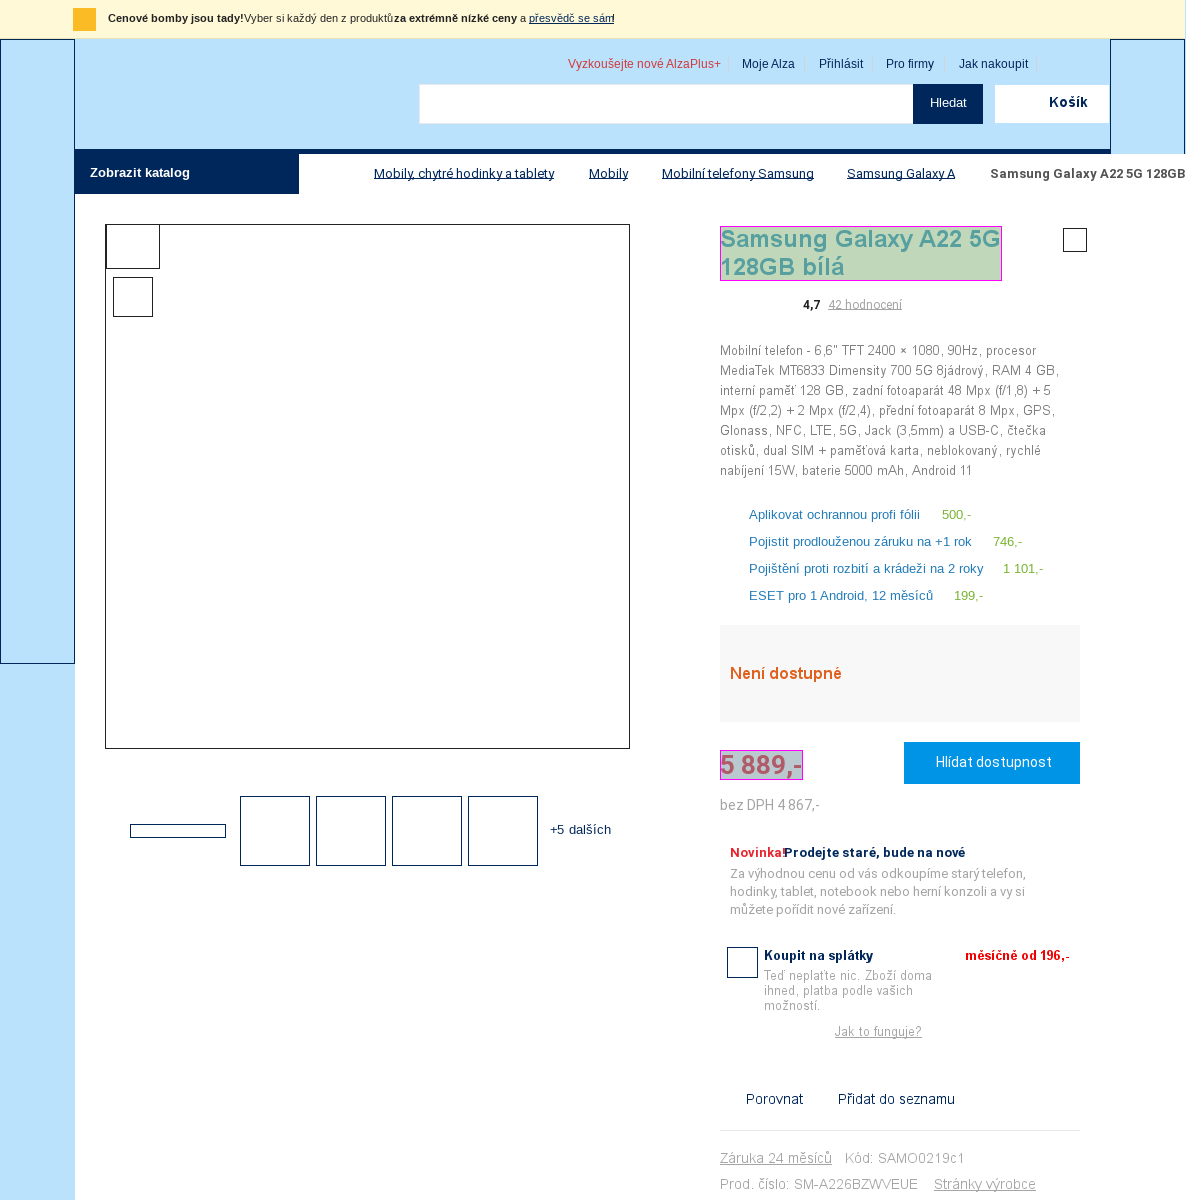 Cenové bomby jsou tady!Vyber si každý den z produktů za extrémně nízké ceny a přesvědč se sám!
Vyzkoušejte nové AlzaPlus+ Moje Alza Přihlásit Pro firmy Jak nakoupit
Hledat Košík
Zobrazit katalog Mobily, chytré hodinky a tablety Mobily Mobilní telefony Samsung Samsung Galaxy A Samsung Galaxy A22 5G 128GB
Samsung Galaxy A22 5G
128GB bílá
4,7 42 hodnocení
Mobilní telefon - 6,6" TFT 2400 × 1080, 90Hz, procesor
MediaTek MT6833 Dimensity 700 5G 8jádrový, RAM 4 GB,
interní paměť 128 GB, zadní fotoaparát 48 Mpx (f/1,8) + 5
Mpx (f/2,2) + 2 Mpx (f/2,4), přední fotoaparát 8 Mpx, GPS,
Glonass, NFC, LTE, 5G, Jack (3,5mm) a USB-C, čtečka
otisků, dual SIM + paměťová karta, neblokovaný, rychlé
nabíjení 15W, baterie 5000 mAh, Android 11
Aplikovat ochrannou profi fólii 500,-
Pojistit prodlouženou záruku na +1 rok 746,-
Pojištění proti rozbití a krádeži na 2 roky 1 101,-
ESET pro 1 Android, 12 měsíců 199,-
Není dostupné
5 889,- Hlídat dostupnost
bez DPH 4 867,-
+5 dalších
Novinka!Prodejte staré, bude na nové
Za výhodnou cenu od vás odkoupíme starý telefon,
hodinky, tablet, notebook nebo herní konzoli a vy si
můžete pořídit nové zařízení.
Koupit na splátky měsíčně od 196,-
Teď neplaťte nic. Zboží doma
ihned, platba podle vašich
možností.
Jak to funguje?
Porovnat Přidat do seznamu
Záruka 24 měsíců Kód: SAMO0219c1
Prod. číslo: SM-A226BZWVEUE Stránky výrobce